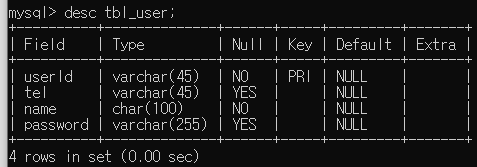 mysql> desc tbl_user;
+----------+--------------+------+-----+---------+-------+
| Field    | Type         | Null | Key | Default | Extra |
+----------+--------------+------+-----+---------+-------+
| userId   | varchar(45)  | NO   | PRI | NULL    |       |
| tel      | varchar(45)  | YES  |     | NULL    |       |
| name     | char(100)    | NO   |     | NULL    |       |
| password | varchar(255) | YES  |     | NULL    |       |
+----------+--------------+------+-----+---------+-------+
4 rows in set (0.00 sec)